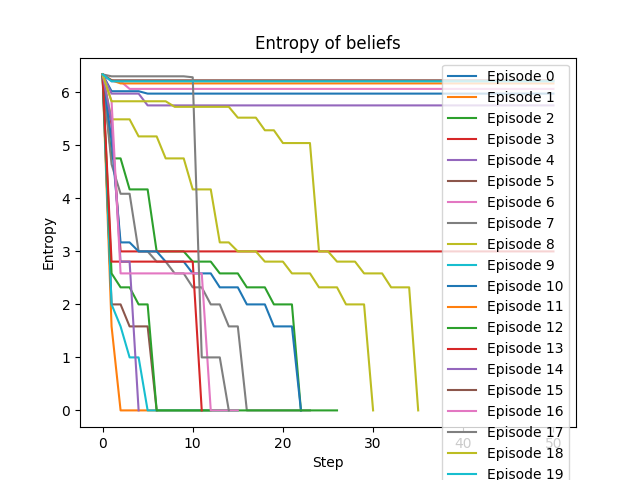 Entropy of beliefs
Entropy
6
5
4
3
2
1
0
0
10
20
30
40
50
Step
Episode 0
Episode 1
Episode 2
Episode 3
Episode 4
Episode 5
Episode 6
Episode 7
Episode 8
Episode 9
Episode 10
Episode 11
Episode 12
Episode 13
Episode 14
Episode 15
Episode 16
Episode 17
Episode 18
Episode 19